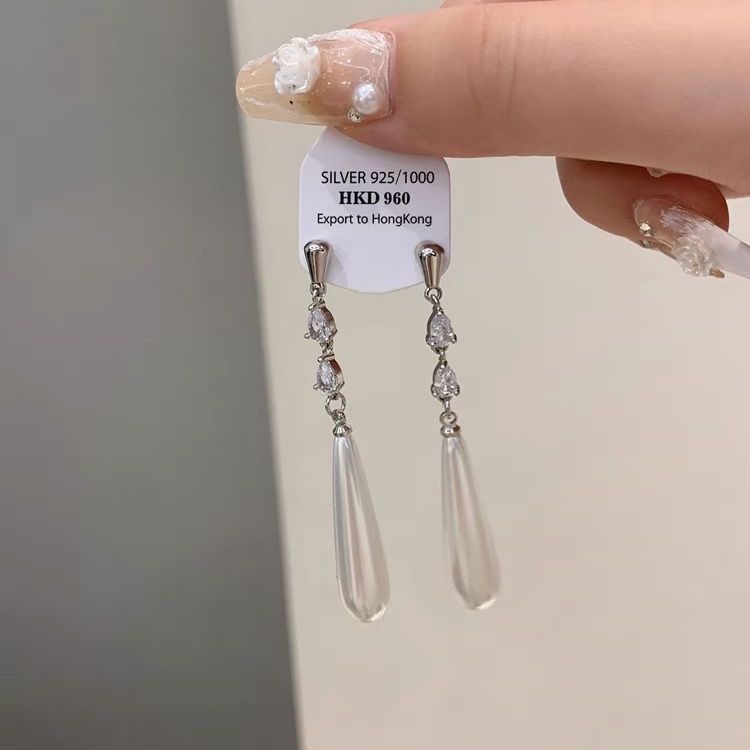 SILVER 925/1000
HKD 960
Export to HongKong